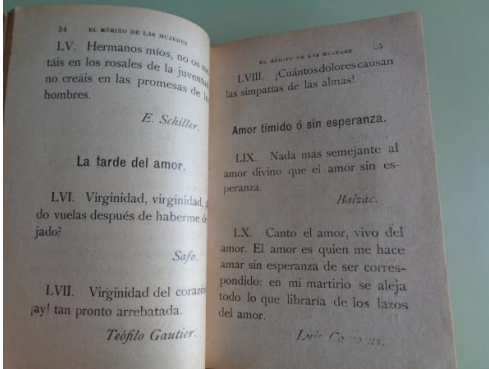 24 EL MÉRITO DE LAS MUJERES
LV. Hermanos míos, no os
táis en los rosales de la juventud
no creáis en las promesas de
hombres.
E. Schiller.
La tarde del amor.
LVI. Virginidad, virginidad,
do vuelas después de haberme de
jado?
Safo.
LVII. Virginidad del corazón
¡ay! tan pronto arrebatada.
Teófilo Gautier.
EL MÉRITO DE LAS MUJERES 25
LVIII. ¡Cuántos dolores causan
las simpatías de las almas!
Amor tímido ó sin esperanza.
LIX. Nada mas semejante al
amor divino que el amor sin es-
peranza.
Balzác.
LX. Canto el amor, vivo del
amor. El amor es quien me hace
amar sin esperanza de ser corres-
pondido: en mi martirio se aleja
todo lo que libraría de los lazos
del amor.
Luis